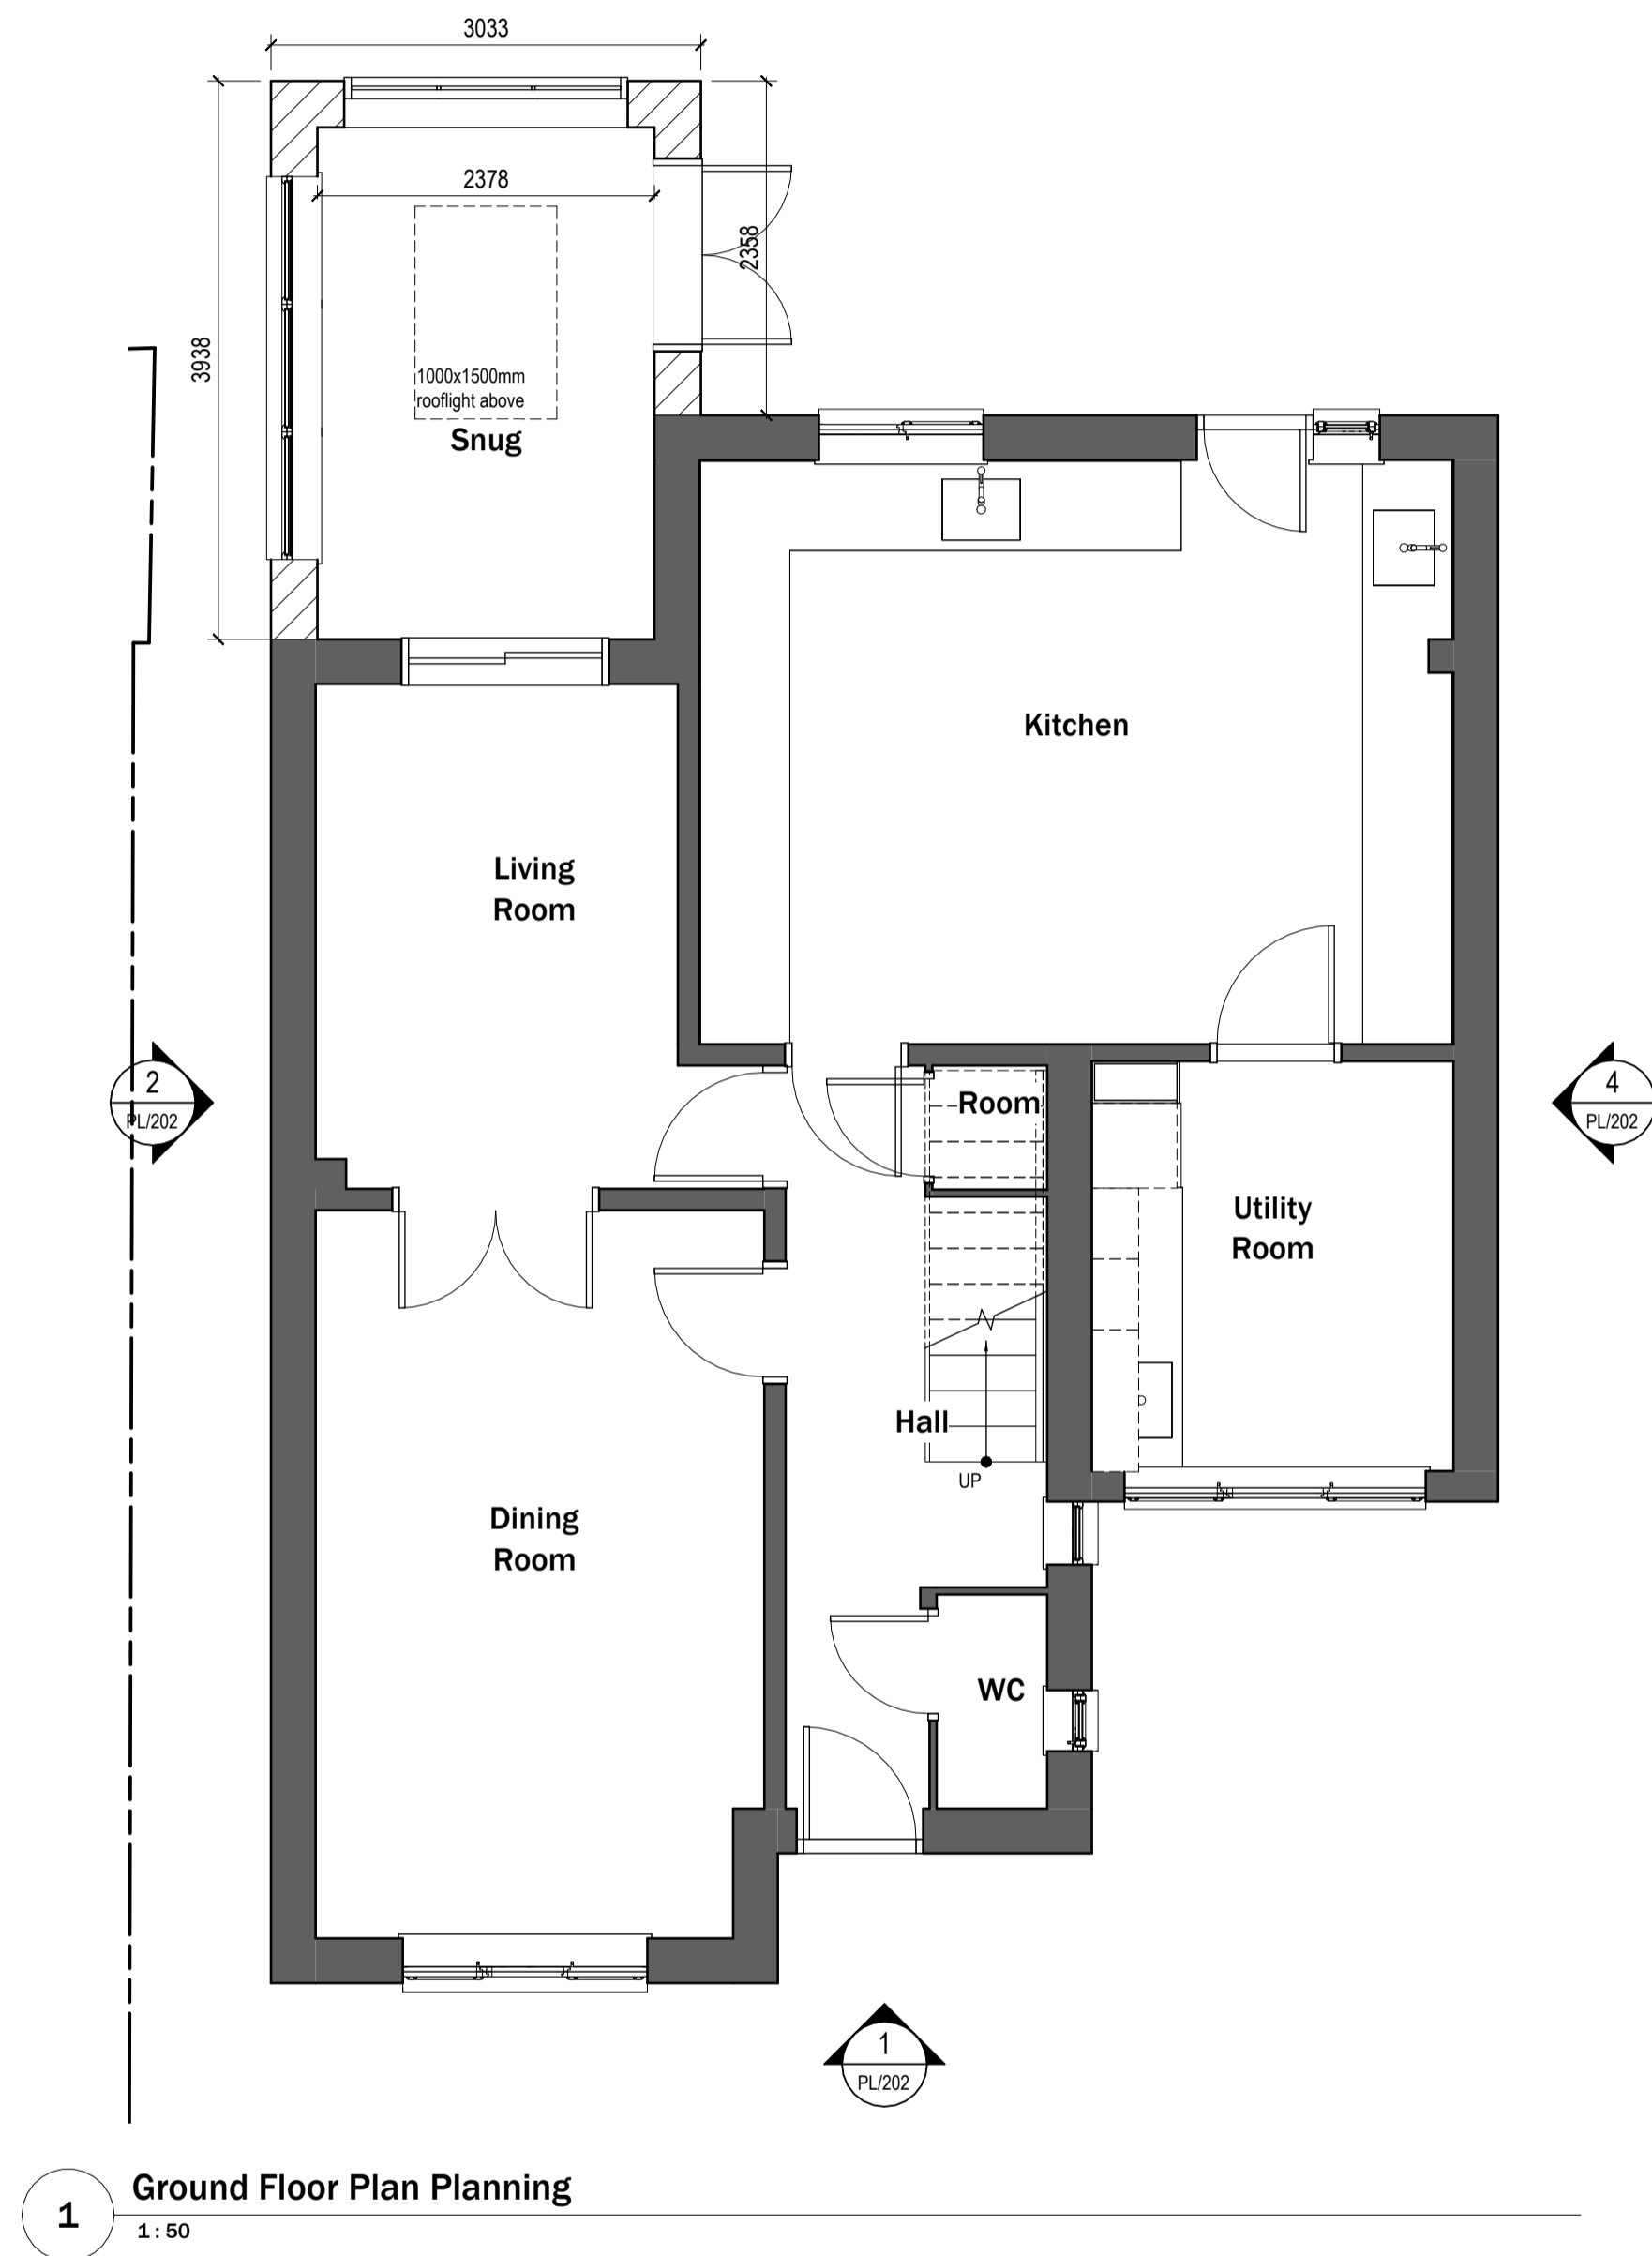 3033
2378
2358
3938
1000x1500mm
rooflight above
Snug
Kitchen
Living
Room
2
PL/202
Room
4
PL/202
Utility
Room
Hall
UP
Dining
Room
WC
1
PL/202
1
Ground Floor Plan Planning
1 : 50